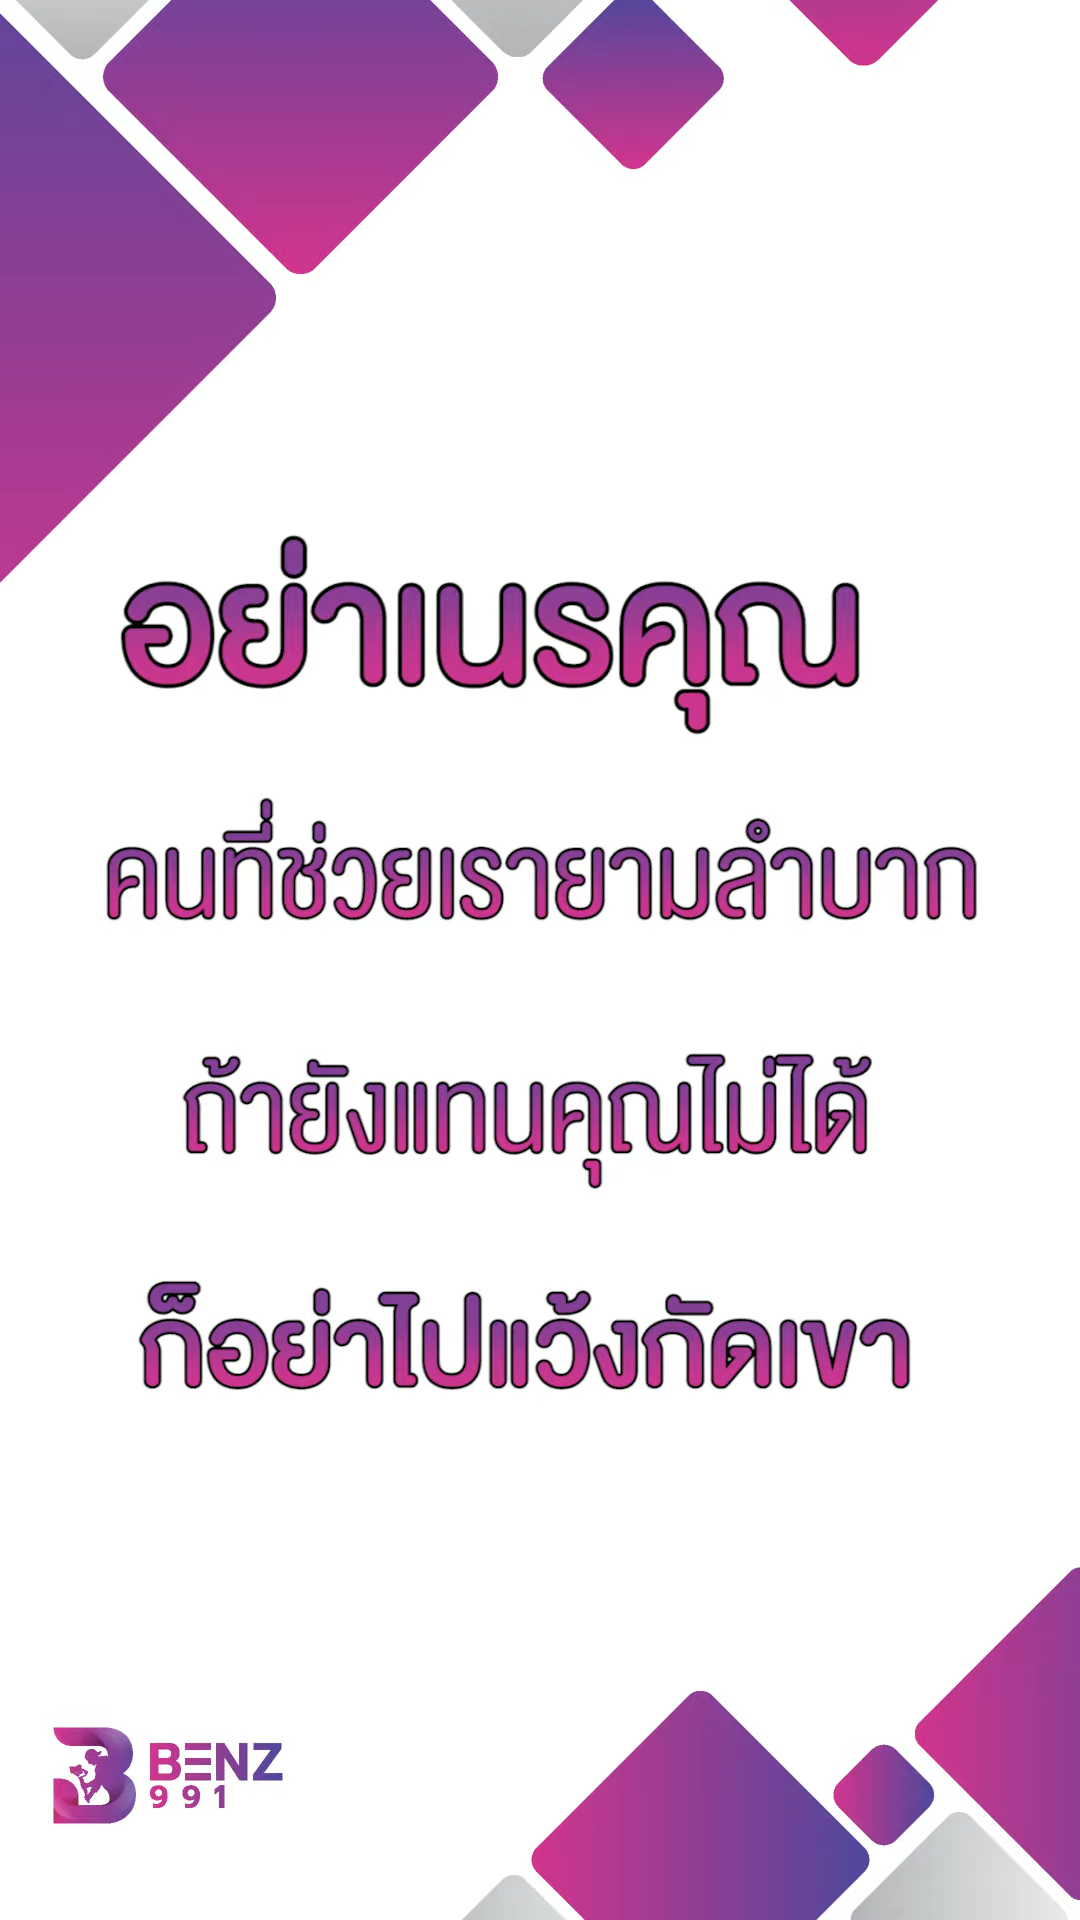 อย่าเนรคุณ
คนที่ช่วยเรายามลำบาก
ถ้ายังแทนคุณไม่ได้
ก็อย่าไปแว้งกัดเขา
BENZ
991